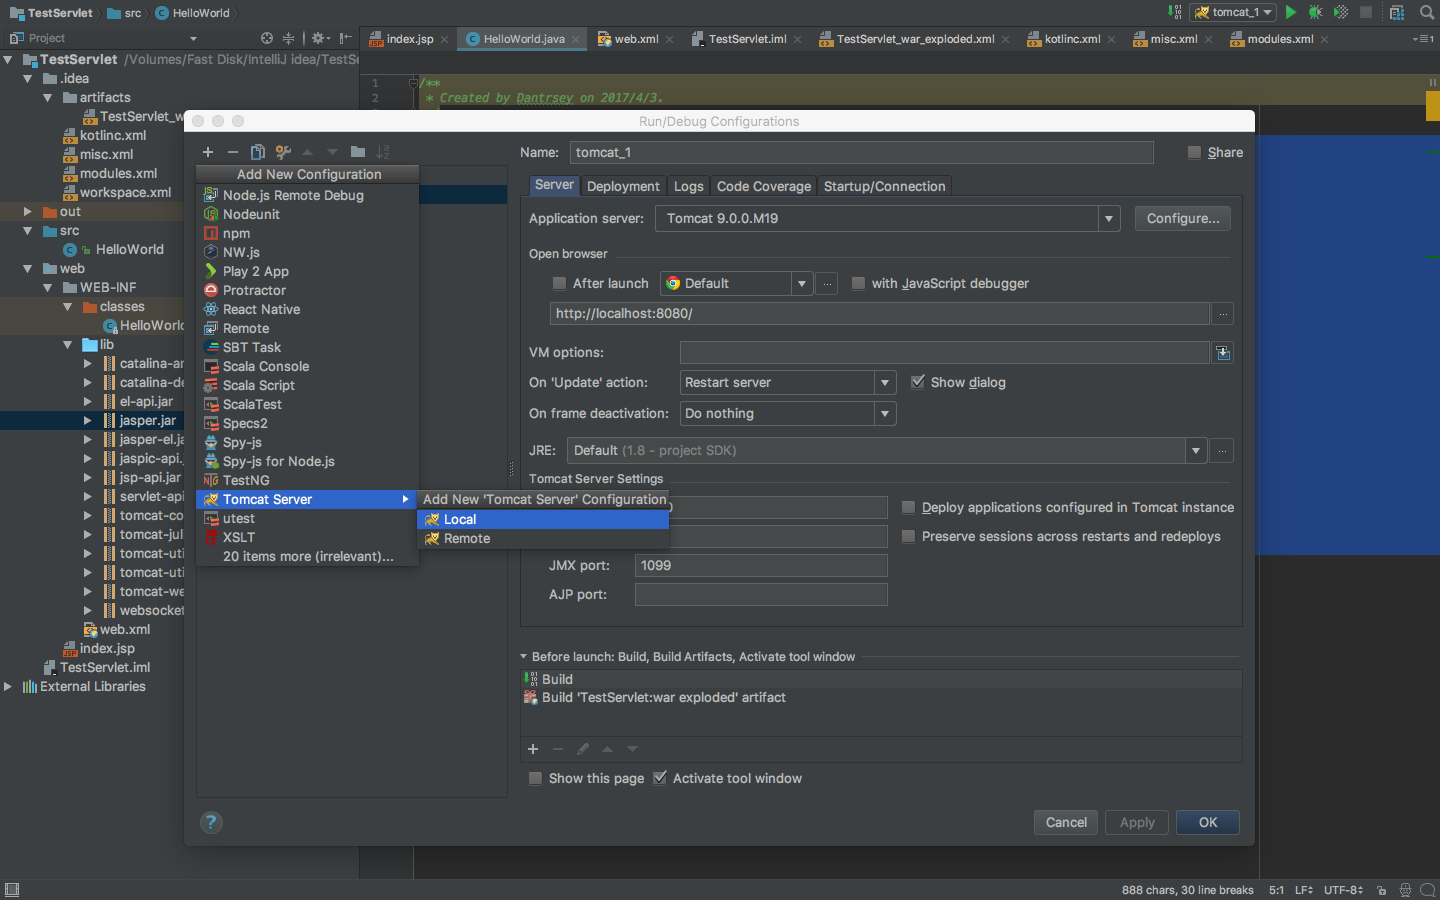 TestServlet src HelloWorld tomcat_1
Project
index.jsp HelloWorld.java web.xml TestServlet.iml TestServlet_war_exploded.xml kotlinc.xml misc.xml modules.xml
TestServlet /Volumes/Fast Disk/IntelliJ idea/TestSe
.idea
artifacts
TestServlet_w
kotlinc.xml
misc.xml
modules.xml
workspace.xml
out
src
HelloWorld
web
WEB-INF
classes
HelloWorld
lib
catalina-an
catalina-de
el-api.jar
jasper.jar
jasper-el.ja
jaspic-api.
jsp-api.jar
servlet-api
tomcat-co
tomcat-jul
tomcat-uti
tomcat-uti
tomcat-we
websocket
web.xml
index.jsp
TestServlet.iml
External Libraries
1 /**
2 * Created by Dantrsey on 2017/4/3.
Run/Debug Configurations
Add New Configuration
Node.js Remote Debug
Nodeunit
npm
NW.js
Play 2 App
Protractor
React Native
Remote
SBT Task
Scala Console
Scala Script
ScalaTest
Specs2
Spy-js
Spy-js for Node.js
TestNG
Tomcat Server
utest
XSLT
20 items more (irrelevant)...
Add New 'Tomcat Server' Configuration
Local
Remote
Name: tomcat_1 Share
Server Deployment Logs Code Coverage Startup/Connection
Application server: Tomcat 9.0.0.M19 Configure...
Open browser
After launch Default ... with JavaScript debugger
http://localhost:8080/ ...
VM options:
On 'Update' action: Restart server Show dialog
On frame deactivation: Do nothing
JRE: Default (1.8 - project SDK) ...
Tomcat Server Settings
Deploy applications configured in Tomcat instance
Preserve sessions across restarts and redeploys
JMX port: 1099
AJP port:
Before launch: Build, Build Artifacts, Activate tool window
Build
Build 'TestServlet:war exploded' artifact
Show this page Activate tool window
? Cancel Apply OK
888 chars, 30 line breaks 5:1 LF UTF-8